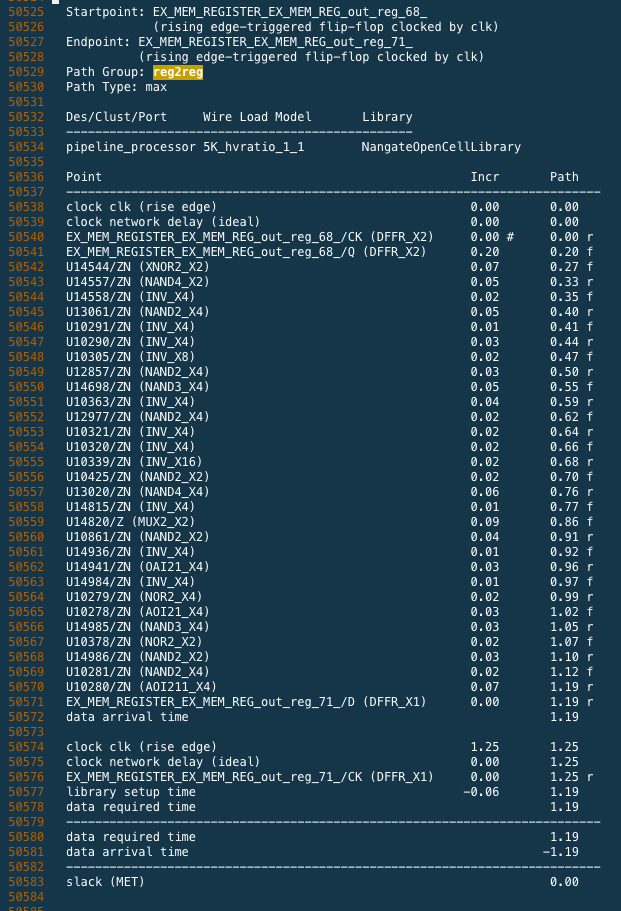 50525 Startpoint: EX_MEM_REGISTER_EX_MEM_REG_out_reg_68_
50526 (rising edge-triggered flip-flop clocked by clk)
50527 Endpoint: EX_MEM_REGISTER_EX_MEM_REG_out_reg_71_
50528 (rising edge-triggered flip-flop clocked by clk)
50529 Path Group: reg2reg
50530 Path Type: max
50531
50532 Des/Clust/Port Wire Load Model Library
50533 ------------------------------------------------
50534 pipeline_processor 5K_hvratio_1_1 NangateOpenCellLibrary
50535
50536 Point Incr Path
50537 --------------------------------------------------------------------------
50538 clock clk (rise edge) 0.00 0.00
50539 clock network delay (ideal) 0.00 0.00
50540 EX_MEM_REGISTER_EX_MEM_REG_out_reg_68_/CK (DFFR_X2) 0.00 # 0.00 r
50541 EX_MEM_REGISTER_EX_MEM_REG_out_reg_68_/Q (DFFR_X2) 0.20 0.20 f
50542 U14544/ZN (XNOR2_X2) 0.07 0.27 f
50543 U14557/ZN (NAND4_X2) 0.05 0.33 r
50544 U14558/ZN (INV_X4) 0.02 0.35 f
50545 U13061/ZN (NAND2_X4) 0.05 0.40 r
50546 U10291/ZN (INV_X4) 0.01 0.41 f
50547 U10290/ZN (INV_X4) 0.03 0.44 r
50548 U10305/ZN (INV_X8) 0.02 0.47 f
50549 U12857/ZN (NAND2_X4) 0.03 0.50 r
50550 U14698/ZN (NAND3_X4) 0.05 0.55 f
50551 U10363/ZN (INV_X4) 0.04 0.59 r
50552 U12977/ZN (NAND2_X4) 0.02 0.62 f
50553 U10321/ZN (INV_X4) 0.02 0.64 r
50554 U10320/ZN (INV_X4) 0.02 0.66 f
50555 U10339/ZN (INV_X16) 0.02 0.68 r
50556 U10425/ZN (NAND2_X2) 0.02 0.70 f
50557 U13020/ZN (NAND4_X4) 0.06 0.76 r
50558 U14815/ZN (INV_X4) 0.01 0.77 f
50559 U14820/Z (MUX2_X2) 0.09 0.86 f
50560 U10861/ZN (NAND2_X2) 0.04 0.91 r
50561 U14936/ZN (INV_X4) 0.01 0.92 f
50562 U14941/ZN (OAI21_X4) 0.03 0.96 r
50563 U14984/ZN (INV_X4) 0.01 0.97 f
50564 U10279/ZN (NOR2_X4) 0.02 0.99 r
50565 U10278/ZN (AOI21_X4) 0.03 1.02 f
50566 U14985/ZN (NAND3_X4) 0.03 1.05 r
50567 U10378/ZN (NOR2_X2) 0.02 1.07 f
50568 U14986/ZN (NAND2_X2) 0.03 1.10 r
50569 U10281/ZN (NAND2_X4) 0.02 1.12 f
50570 U10280/ZN (AOI211_X4) 0.07 1.19 r
50571 EX_MEM_REGISTER_EX_MEM_REG_out_reg_71_/D (DFFR_X1) 0.00 1.19 r
50572 data arrival time 1.19
50573
50574 clock clk (rise edge) 1.25 1.25
50575 clock network delay (ideal) 0.00 1.25
50576 EX_MEM_REGISTER_EX_MEM_REG_out_reg_71_/CK (DFFR_X1) 0.00 1.25 r
50577 library setup time -0.06 1.19
50578 data required time 1.19
50579 --------------------------------------------------------------------------
50580 data required time 1.19
50581 data arrival time -1.19
50582 --------------------------------------------------------------------------
50583 slack (MET) 0.00
50584